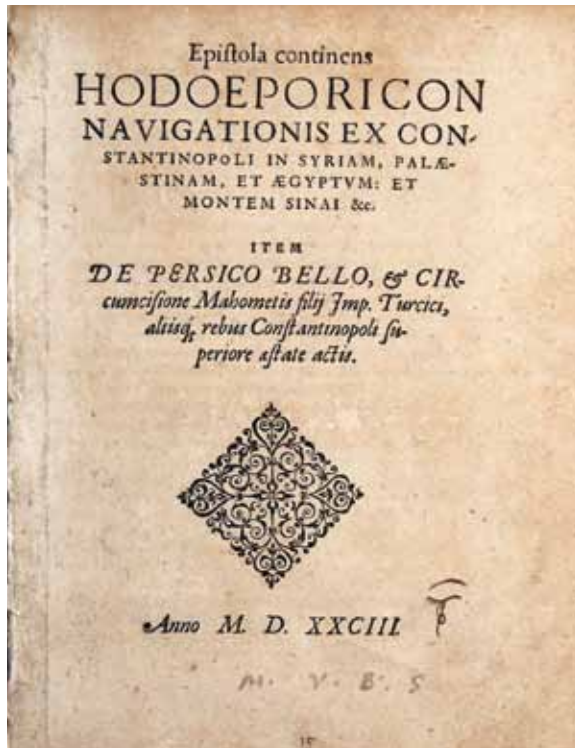 Epiſtola continens
HODOEPORICON
NAVIGATIONIS EX CON-
STANTINOPOLI IN SYRIAM, PALÆ-
STINAM, ET ÆGYPTVM: ET
MONTEM SINAI &c.
ITEM
DE PERSICO BELLO, & CIR-
cumciſione Mahometis filij Imp. Turcici,
aliisq́ꝫ rebus Conſtantinopoli ſu-
periore æſtate actis.
Anno M. D. XXCIII.
M. V. B. S